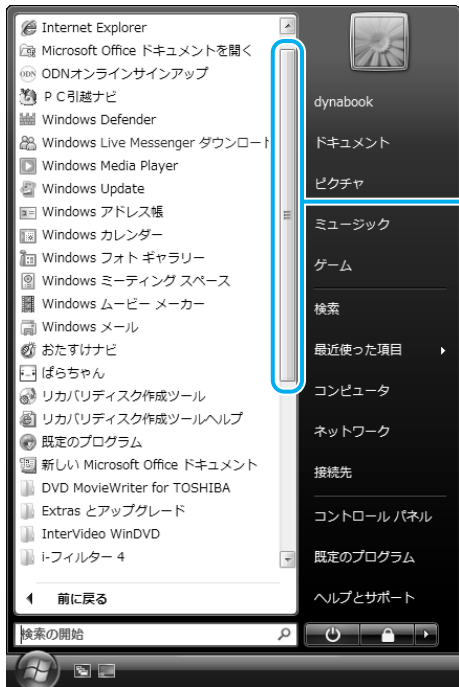 Internet Explorer
Microsoft Office ドキュメントを開く
ODN ODNオンラインサインアップ
ＰＣ引越ナビ
Windows Defender
Windows Live Messenger ダウンロート
Windows Media Player
Windows Update
Windows アドレス帳
Windows カレンダー
Windows フォト ギャラリー
Windows ミーティング スペース
Windows ムービー メーカー
Windows メール
おたすけナビ
ぱらちゃん
リカバリディスク作成ツール
リカバリディスク作成ツールヘルプ
既定のプログラム
新しい Microsoft Office ドキュメント
DVD MovieWriter for TOSHIBA
Extras とアップグレード
InterVideo WinDVD
i-フィルター 4
前に戻る
検索の開始
dynabook
ドキュメント
ピクチャ
ミュージック
ゲーム
検索
最近使った項目
コンピュータ
ネットワーク
接続先
コントロール パネル
既定のプログラム
ヘルプとサポート